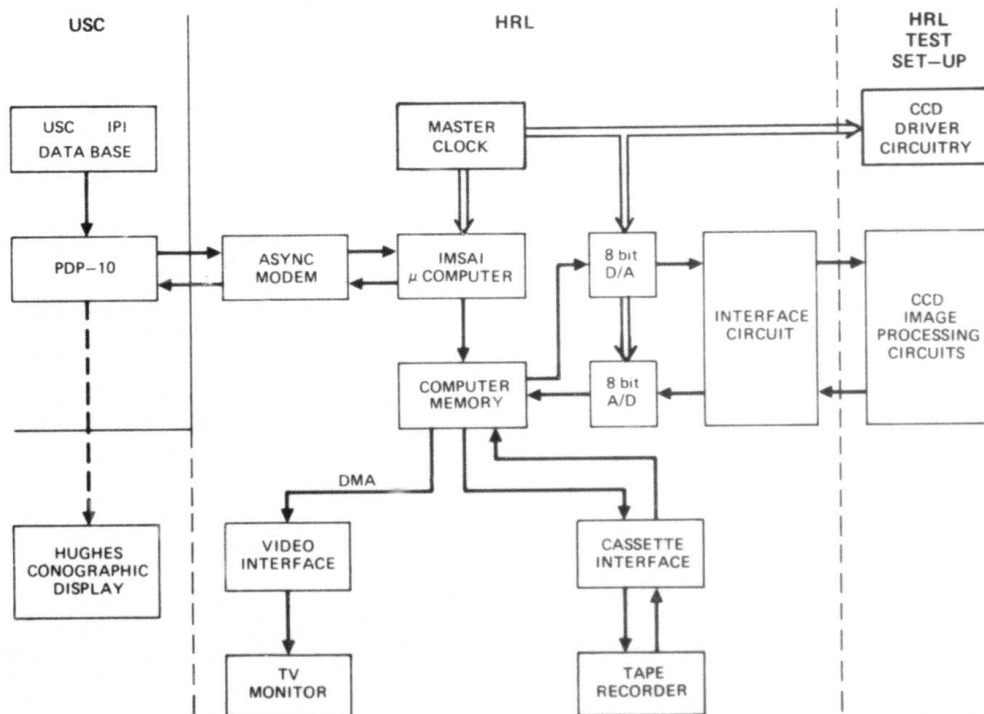 USC
HRL
HRL
TEST
SET–UP
USC IPI
DATA BASE
MASTER
CLOCK
CCD
DRIVER
CIRCUITRY
PDP–10
ASYNC
MODEM
IMSAI
μ COMPUTER
8 bit
D/A
INTERFACE
CIRCUIT
CCD
IMAGE
PROCESSING
CIRCUITS
COMPUTER
MEMORY
8 bit
A/D
DMA
HUGHES
CONOGRAPHIC
DISPLAY
VIDEO
INTERFACE
CASSETTE
INTERFACE
TV
MONITOR
TAPE
RECORDER